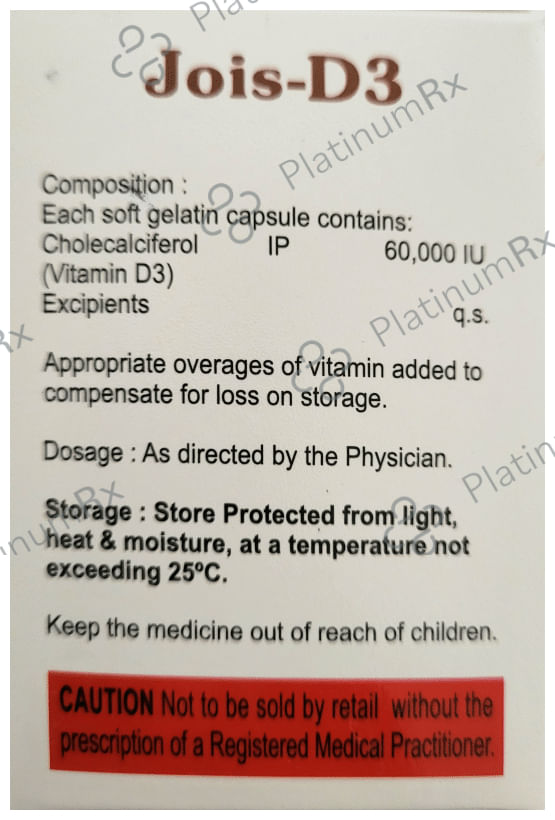 Jois-D3
Composition :
Each soft gelatin capsule contains:
Cholecalciferol IP 60,000 IU
(Vitamin D3)
Excipients q.s.
Appropriate overages of vitamin added to
compensate for loss on storage.
Dosage : As directed by the Physician.
Storage : Store Protected from light,
heat & moisture, at a temperature not
exceeding 25ºC.
Keep the medicine out of reach of children.
CAUTION Not to be sold by retail without the
prescription of a Registered Medical Practitioner.
PlatinumRx
PlatinumRx